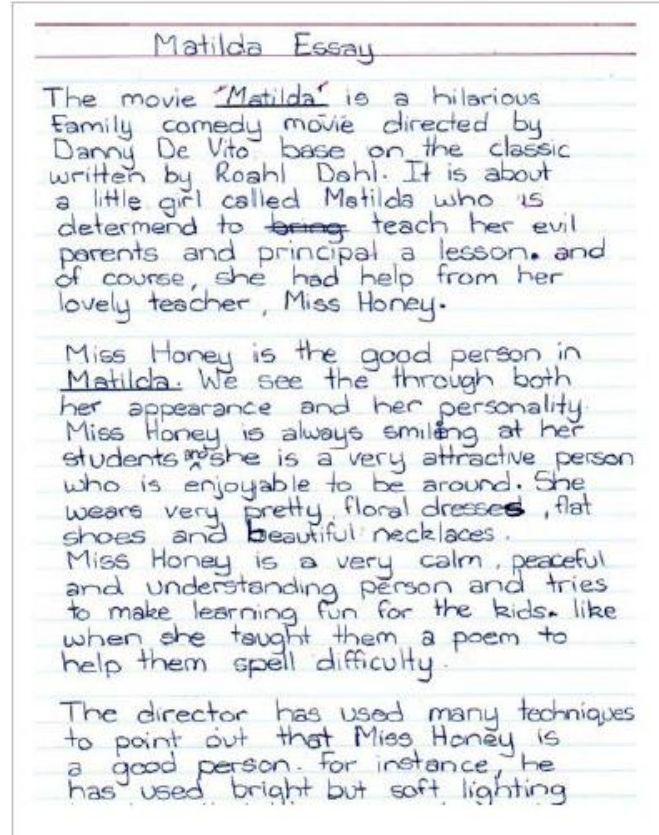 Matilda Essay
The movie "Matilda" is a hilarious
Family comedy movie directed by
Danny De Vito base on the classic
written by Roahl Dahl. It is about
a little girl called Matilda who is
determend to bring teach her evil
parents and principal a lesson. and
of course, she had help from her
lovely teacher, Miss Honey.
Miss Honey is the good person in
Matilda. We see the through both
her appearance and her personality.
Miss Honey is always smiling at her
students and she is a very attractive person
who is enjoyable to be around. She
wears very pretty, floral dresses, flat
shoes and beautiful necklaces.
Miss Honey is a very calm, peaceful
and understanding person and tries
to make learning fun for the kids. like
when she taught them a poem to
help them spell difficulty.
The director has used many techniques
to point out that Miss Honey is
a good person. For instance, he
has used bright but soft lighting